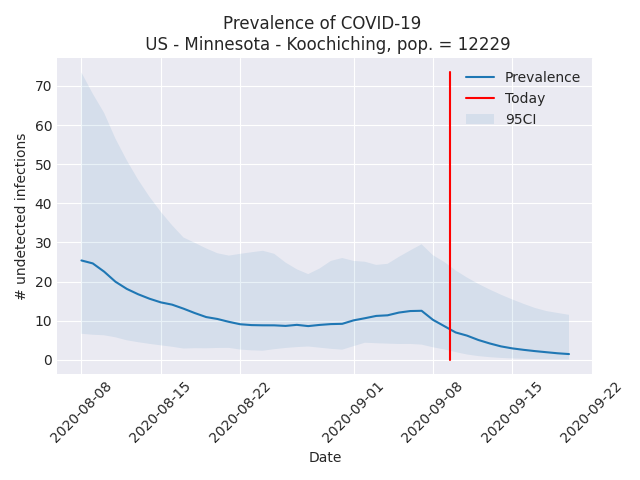 Prevalence of COVID-19
US - Minnesota - Koochiching, pop. = 12229
# undetected infections
70
60
50
40
30
20
10
0
Prevalence
Today
95CI
2020-08-08
2020-08-15
2020-08-22
2020-09-01
2020-09-08
2020-09-15
2020-09-22
Date